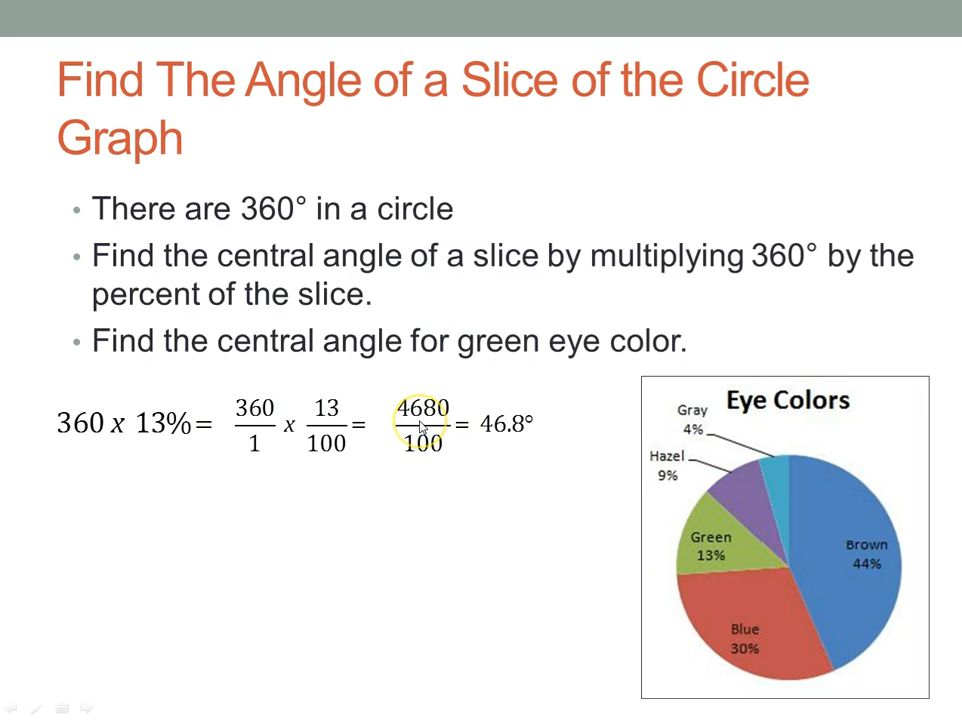 Find The Angle of a Slice of the Circle
Graph
• There are 360° in a circle
• Find the central angle of a slice by multiplying 360° by the
percent of the slice.
• Find the central angle for green eye color.
360 x 13% = 360/1 x 13/100 = 4680/100 = 46.8°
Eye Colors
Gray
4%
Hazel
9%
Green
13%
Brown
44%
Blue
30%